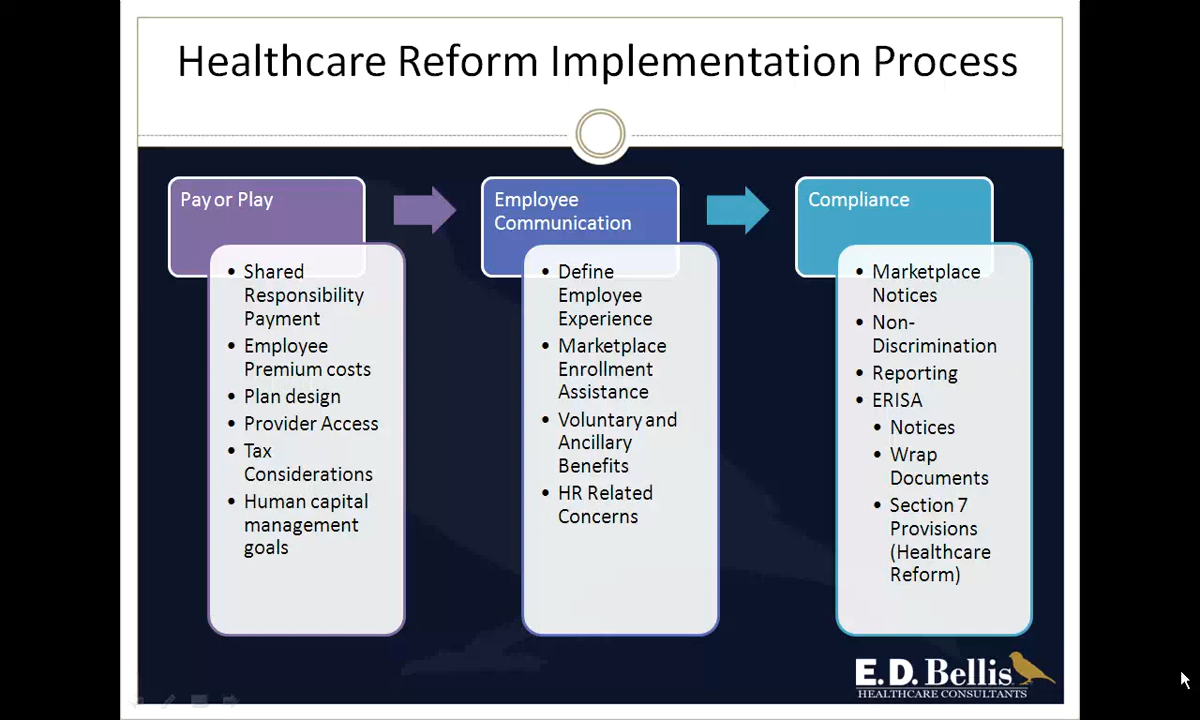 Healthcare Reform Implementation Process
Pay or Play
• Shared
Responsibility
Payment
• Employee
Premium costs
• Plan design
• Provider Access
• Tax
Considerations
• Human capital
management
goals
Employee
Communication
• Define
Employee
Experience
• Marketplace
Enrollment
Assistance
• Voluntary and
Ancillary
Benefits
• HR Related
Concerns
Compliance
• Marketplace
Notices
• Non-
Discrimination
• Reporting
• ERISA
• Notices
• Wrap
Documents
• Section 7
Provisions
(Healthcare
Reform)
E.D. Bellis
HEALTHCARE CONSULTANTS